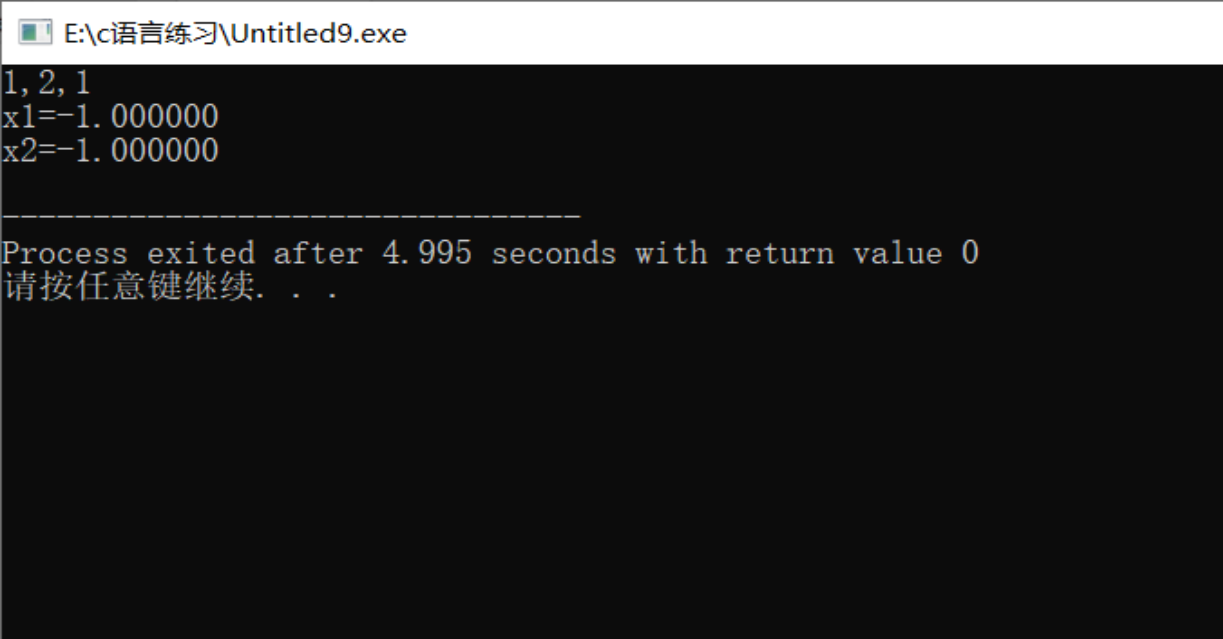 E:\c语言练习\Untitled9.exe
1,2,1
x1=-1.000000
x2=-1.000000
--------------------------------
Process exited after 4.995 seconds with return value 0
请按任意键继续. . .